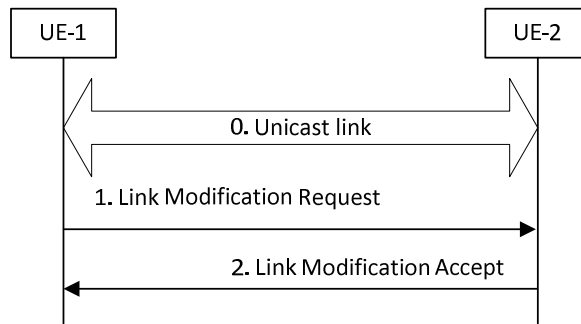 UE-1
UE-2
0. Unicast link
1. Link Modification Request
2. Link Modification Accept